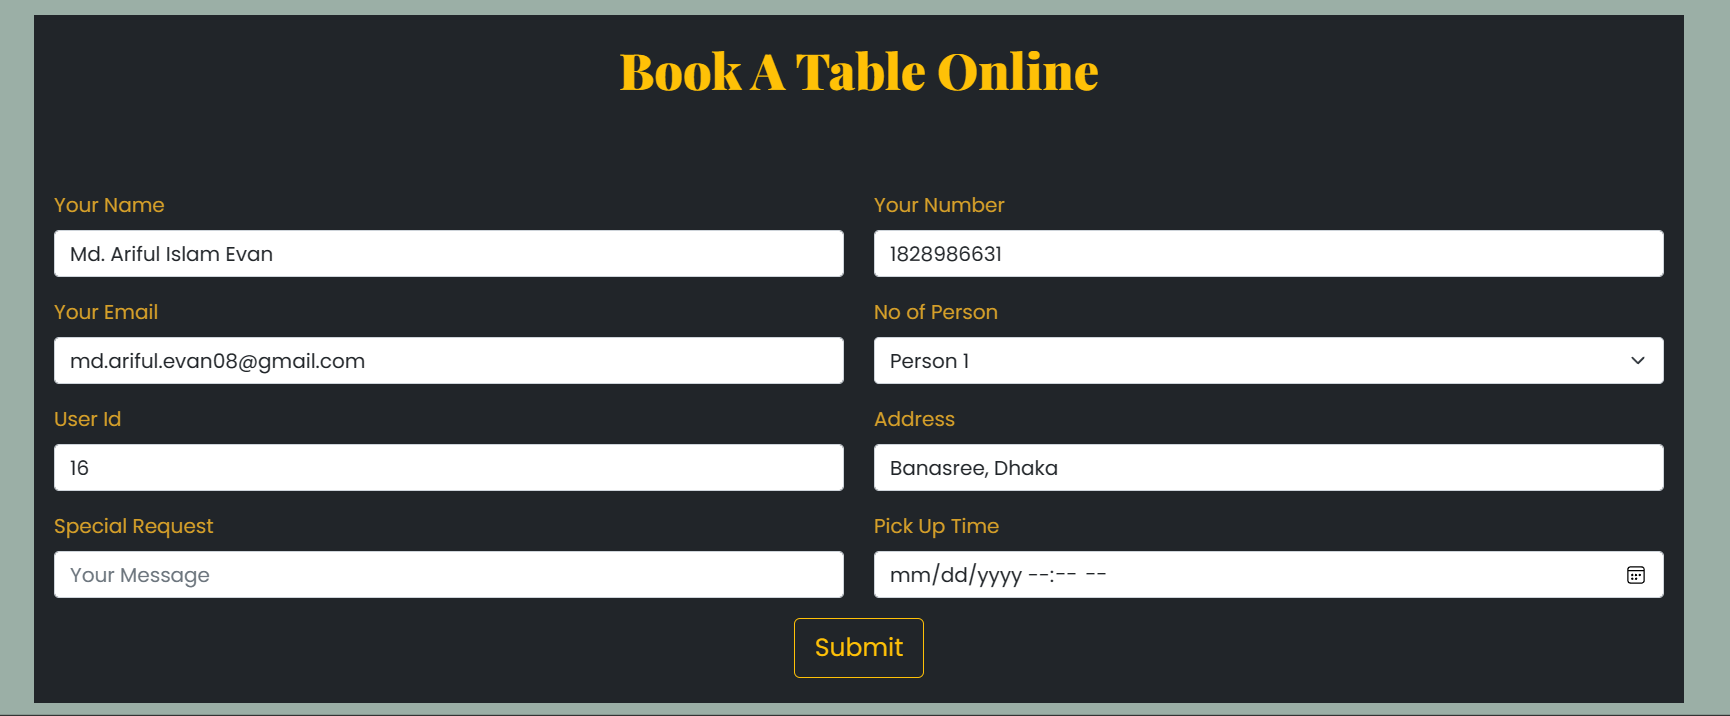 Book A Table Online
Your Name
Your Number
Md. Ariful Islam Evan
1828986631
Your Email
No of Person
md.ariful.evan08@gmail.com
Person 1
User Id
Address
16
Banasree, Dhaka
Special Request
Pick Up Time
Your Message
mm/dd/yyyy --:-- --
Submit